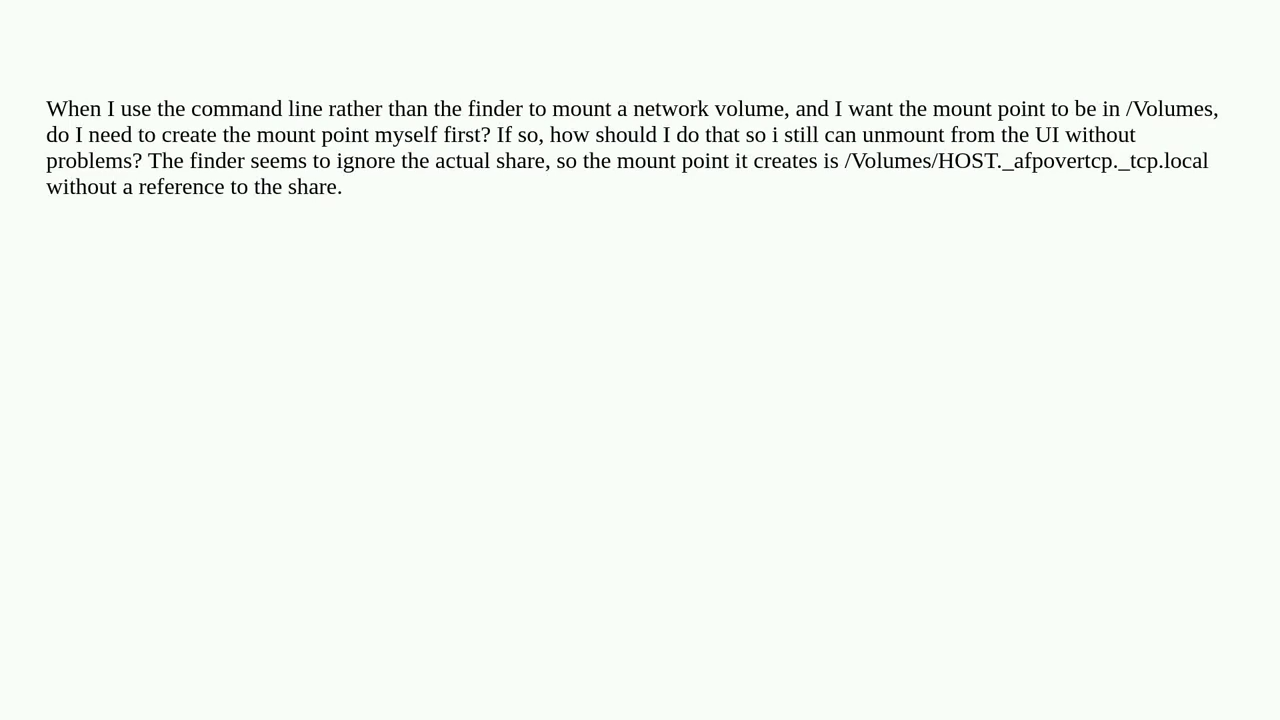 When I use the command line rather than the finder to mount a network volume, and I want the mount point to be in /Volumes,
do I need to create the mount point myself first? If so, how should I do that so i still can unmount from the UI without
problems? The finder seems to ignore the actual share, so the mount point it creates is /Volumes/HOST._afpovertcp._tcp.local
without a reference to the share.